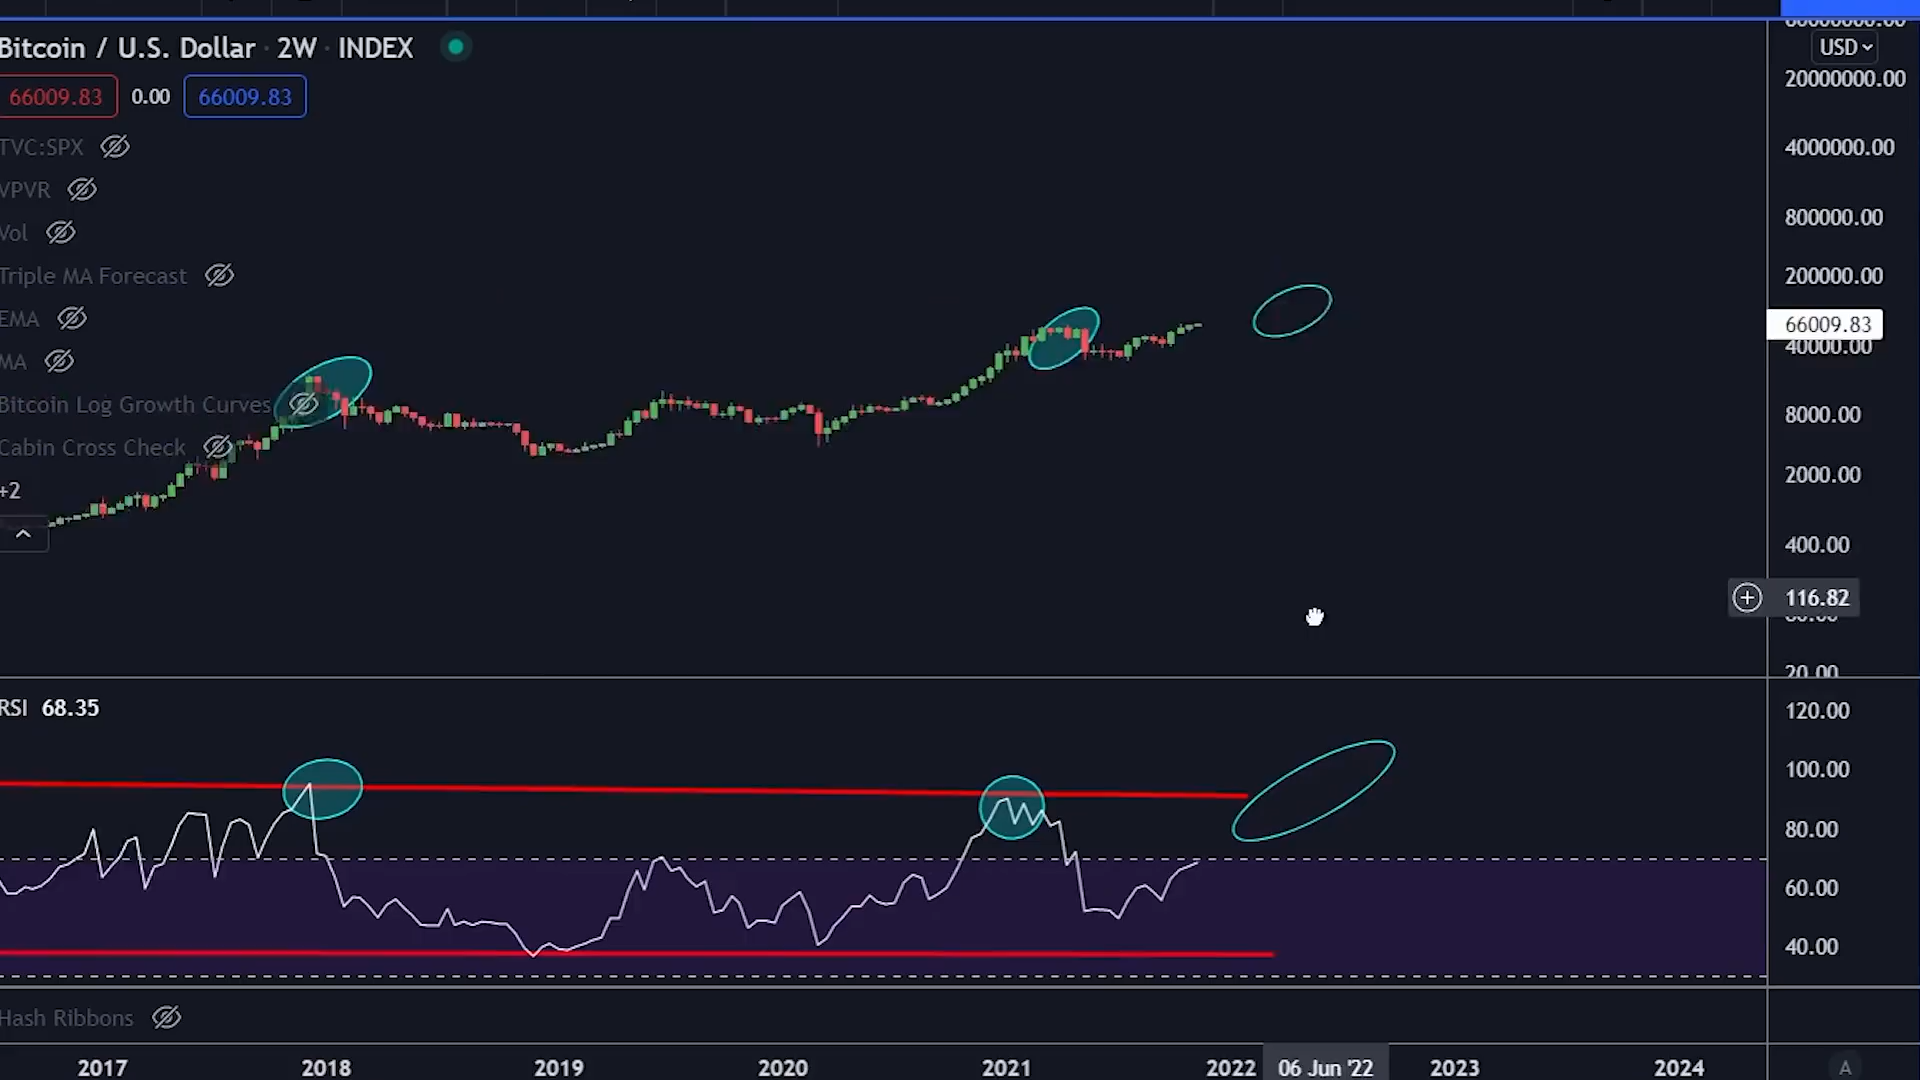 Bitcoin / U.S. Dollar · 2W · INDEX
USD
66009.83 0.00 66009.83
20000000.00
TVC:SPX
4000000.00
VPVR
800000.00
Vol
Triple MA Forecast
200000.00
EMA
66009.83
40000.00
MA
Bitcoin Log Growth Curves
8000.00
Cabin Cross Check
2000.00
+2
400.00
116.82
20.00
RSI 68.35
120.00
100.00
80.00
60.00
40.00
Hash Ribbons
2017 2018 2019 2020 2021 2022 06 Jun '22 2023 2024
A